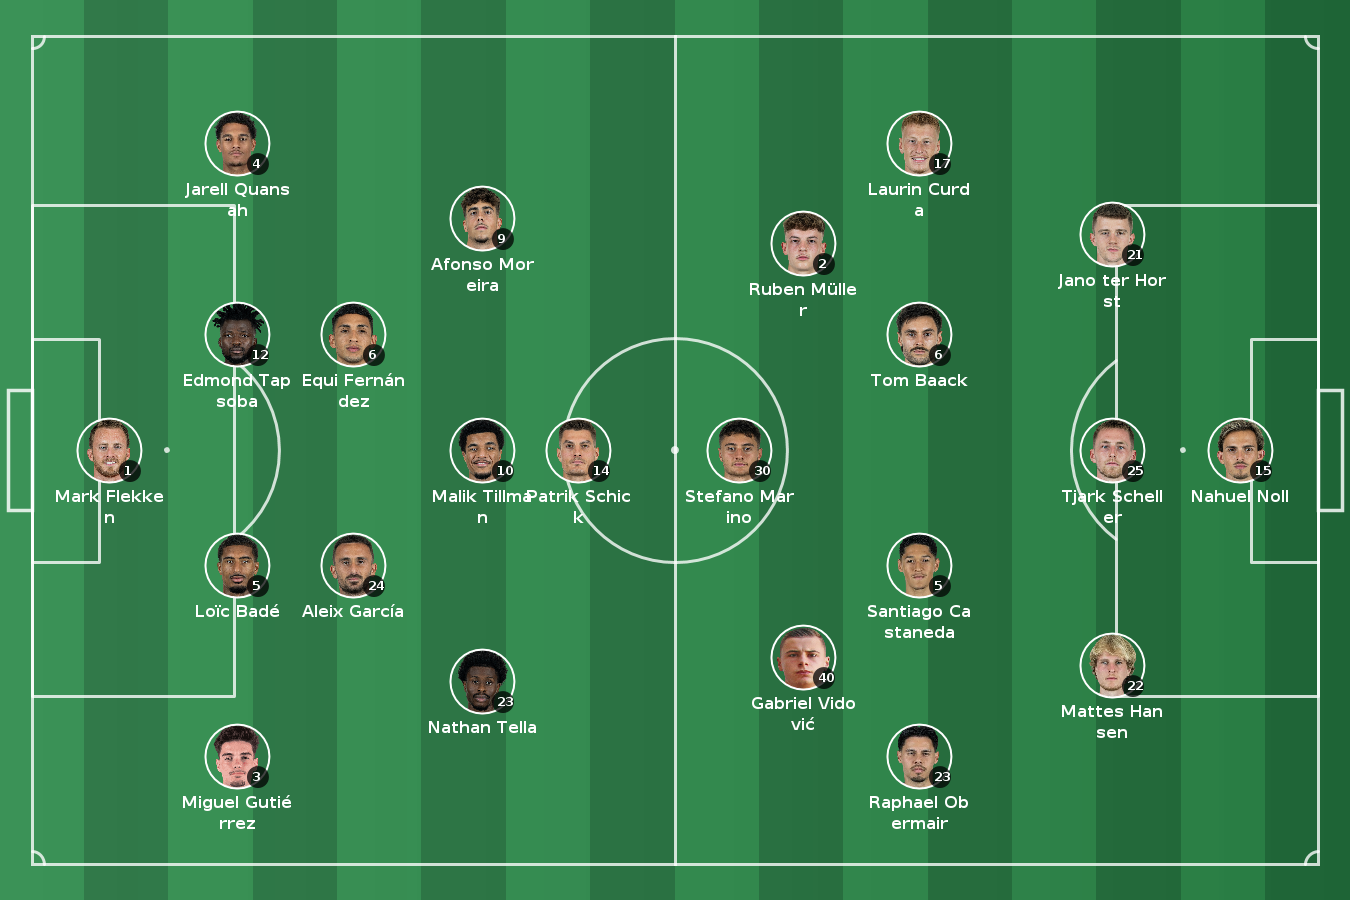 4
Jarell Quans
ah
17
Laurin Curd
a
9
Afonso Mor
eira
2
Ruben Mülle
r
21
Jano ter Hor
st
12
Edmond Tap
soba
6
Equi Fernán
dez
6
Tom Baack
1
Mark Flekke
n
10
Malik Tillma
n
14
Patrik Schic
k
30
Stefano Mar
ino
25
Tjark Schell
er
15
Nahuel Noll
5
Loïc Badé
24
Aleix García
5
Santiago Ca
staneda
23
Nathan Tella
40
Gabriel Vido
vić
22
Mattes Han
sen
3
Miguel Gutié
rrez
23
Raphael Ob
ermair